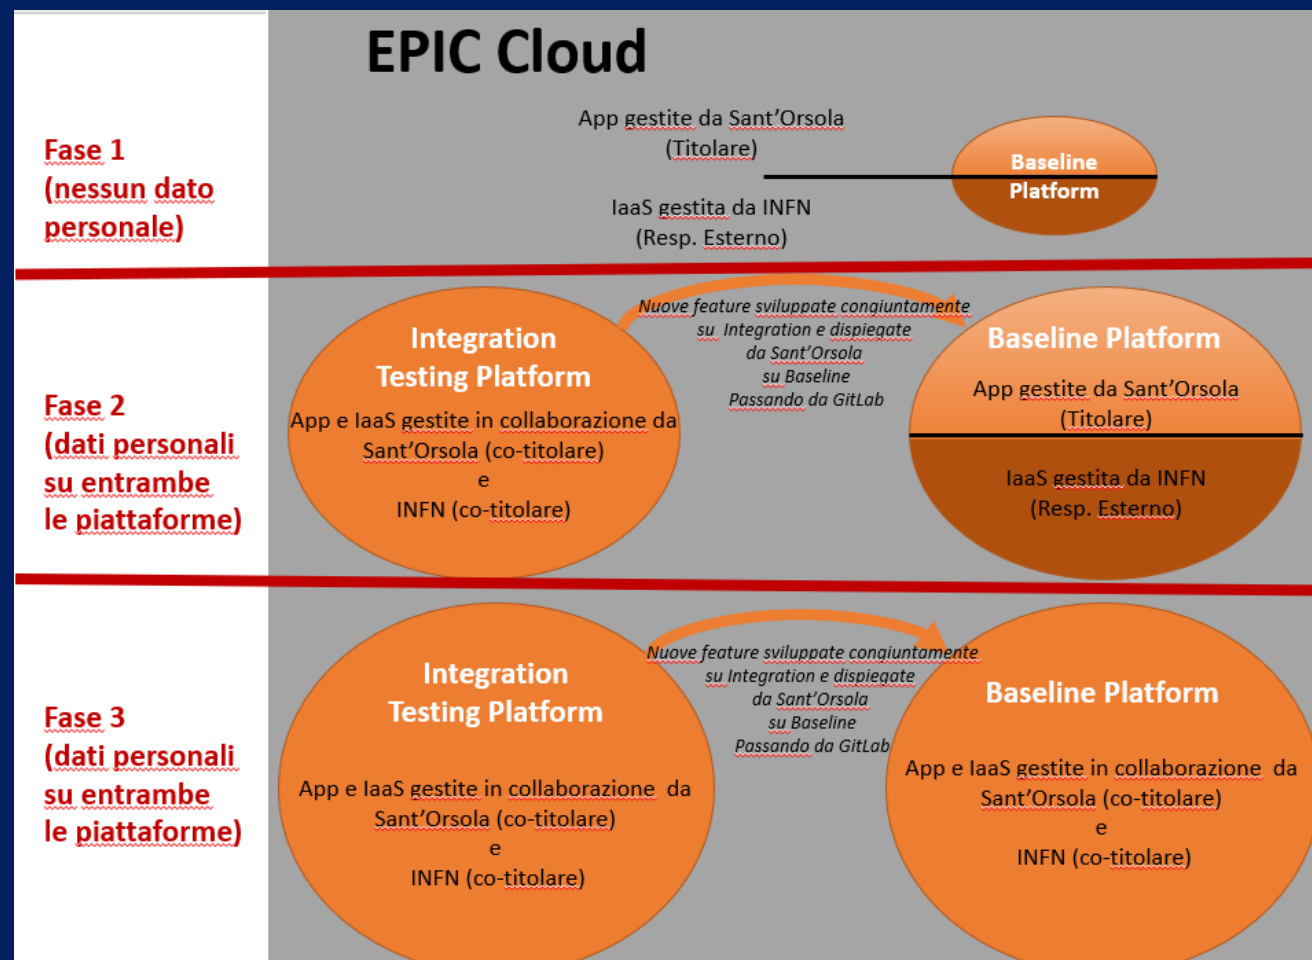 EPIC Cloud
Fase 1
(nessun dato
personale)
App gestite da Sant'Orsola
(Titolare)
IaaS gestita da INFN
(Resp. Esterno)
Baseline
Platform
Fase 2
(dati personali
su entrambe
le piattaforme)
Integration
Testing Platform
App e IaaS gestite in collaborazione da
Sant'Orsola (co-titolare)
e
INFN (co-titolare)
Nuove feature sviluppate congiuntamente
su Integration e dispiegate
da Sant'Orsola
su Baseline
Passando da GitLab
Baseline Platform
App gestite da Sant'Orsola
(Titolare)
IaaS gestita da INFN
(Resp. Esterno)
Fase 3
(dati personali
su entrambe
le piattaforme)
Integration
Testing Platform
App e IaaS gestite in collaborazione da
Sant'Orsola (co-titolare)
e
INFN (co-titolare)
Nuove feature sviluppate congiuntamente
su Integration e dispiegate
da Sant'Orsola
su Baseline
Passando da GitLab
Baseline Platform
App e IaaS gestite in collaborazione da
Sant'Orsola (co-titolare)
e
INFN (co-titolare)